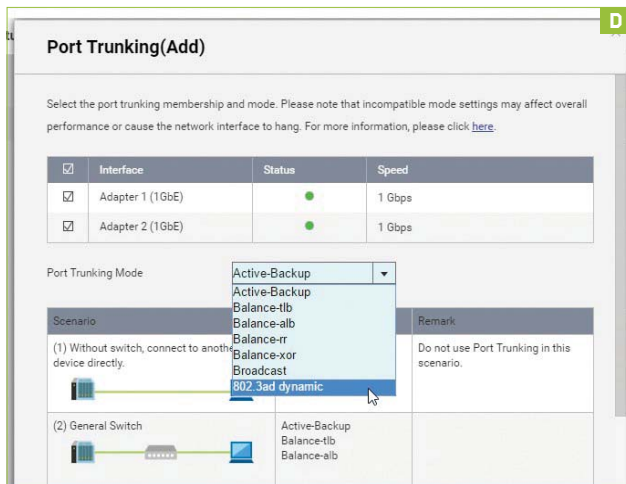 D
Port Trunking(Add)
Select the port trunking membership and mode. Please note that incompatible mode settings may affect overall
performance or cause the network interface to hang. For more information, please click here.
Interface Status Speed
Adapter 1 (1GbE) 1 Gbps
Adapter 2 (1GbE) 1 Gbps
Port Trunking Mode Active-Backup
Active-Backup
Balance-tlb
Balance-alb
Balance-rr
Balance-xor
Broadcast
802.3ad dynamic
Scenario Remark
(1) Without switch, connect to anothe Do not use Port Trunking in this
device directly. scenario.
(2) General Switch Active-Backup
Balance-tlb
Balance-alb